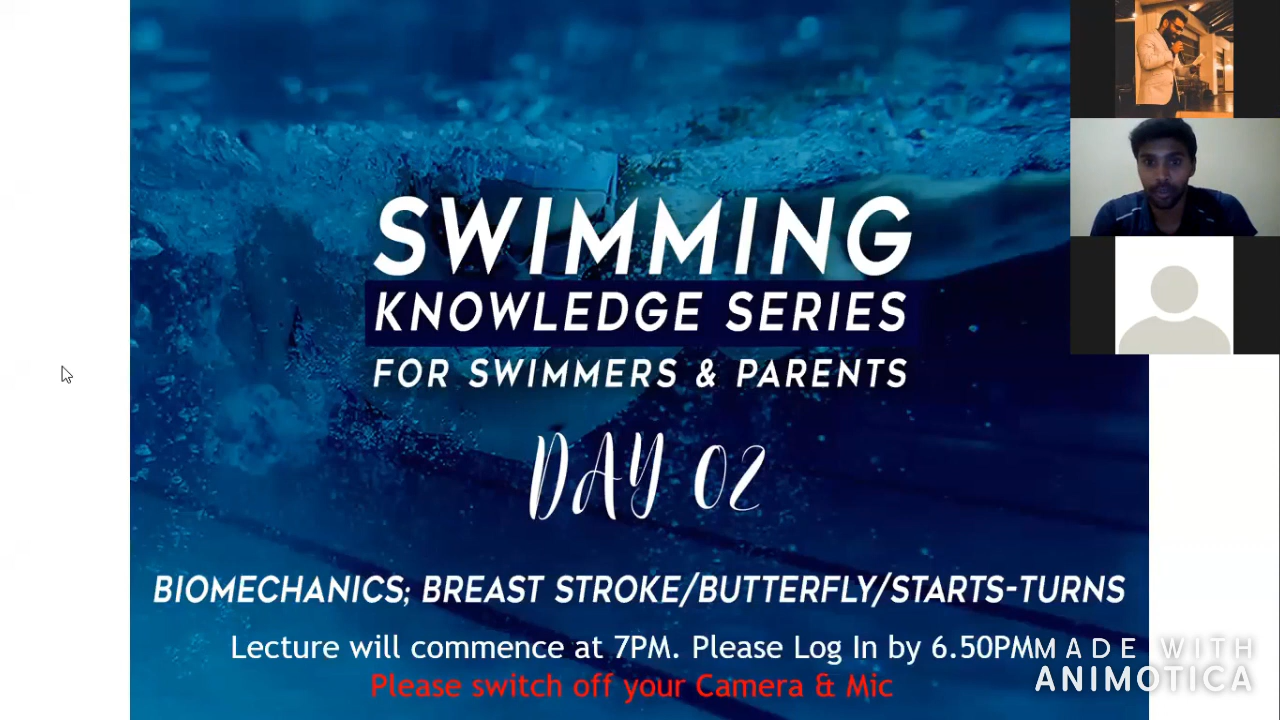 SWIMMING
KNOWLEDGE SERIES
FOR SWIMMERS & PARENTS
DAY 02
BIOMECHANICS; BREAST STROKE/BUTTERFLY/STARTS-TURNS
Lecture will commence at 7PM. Please Log In by 6.50PM
Please switch off your Camera & Mic
MADE WITH
ANIMOTICA